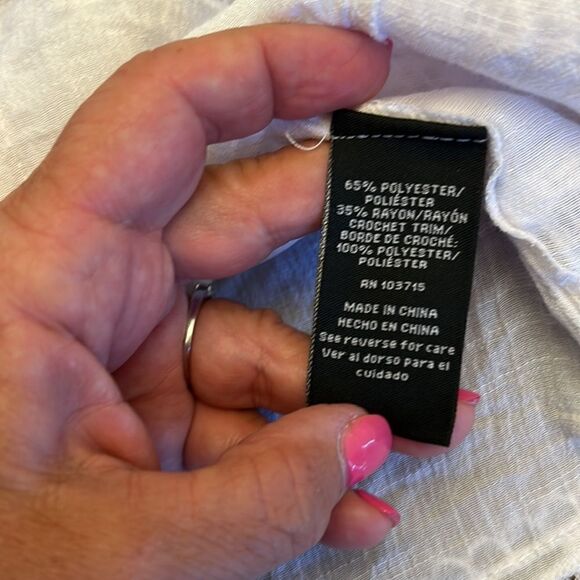 65% POLYESTER/
POLIÉSTER
35% RAYON/RAYÓN
CROCHET TRIM/
BORDE DE CROCHÉ:
100% POLYESTER/
POLIÉSTER
RN 103715
MADE IN CHINA
HECHO EN CHINA
See reverse for care
Ver al dorso para el
cuidado